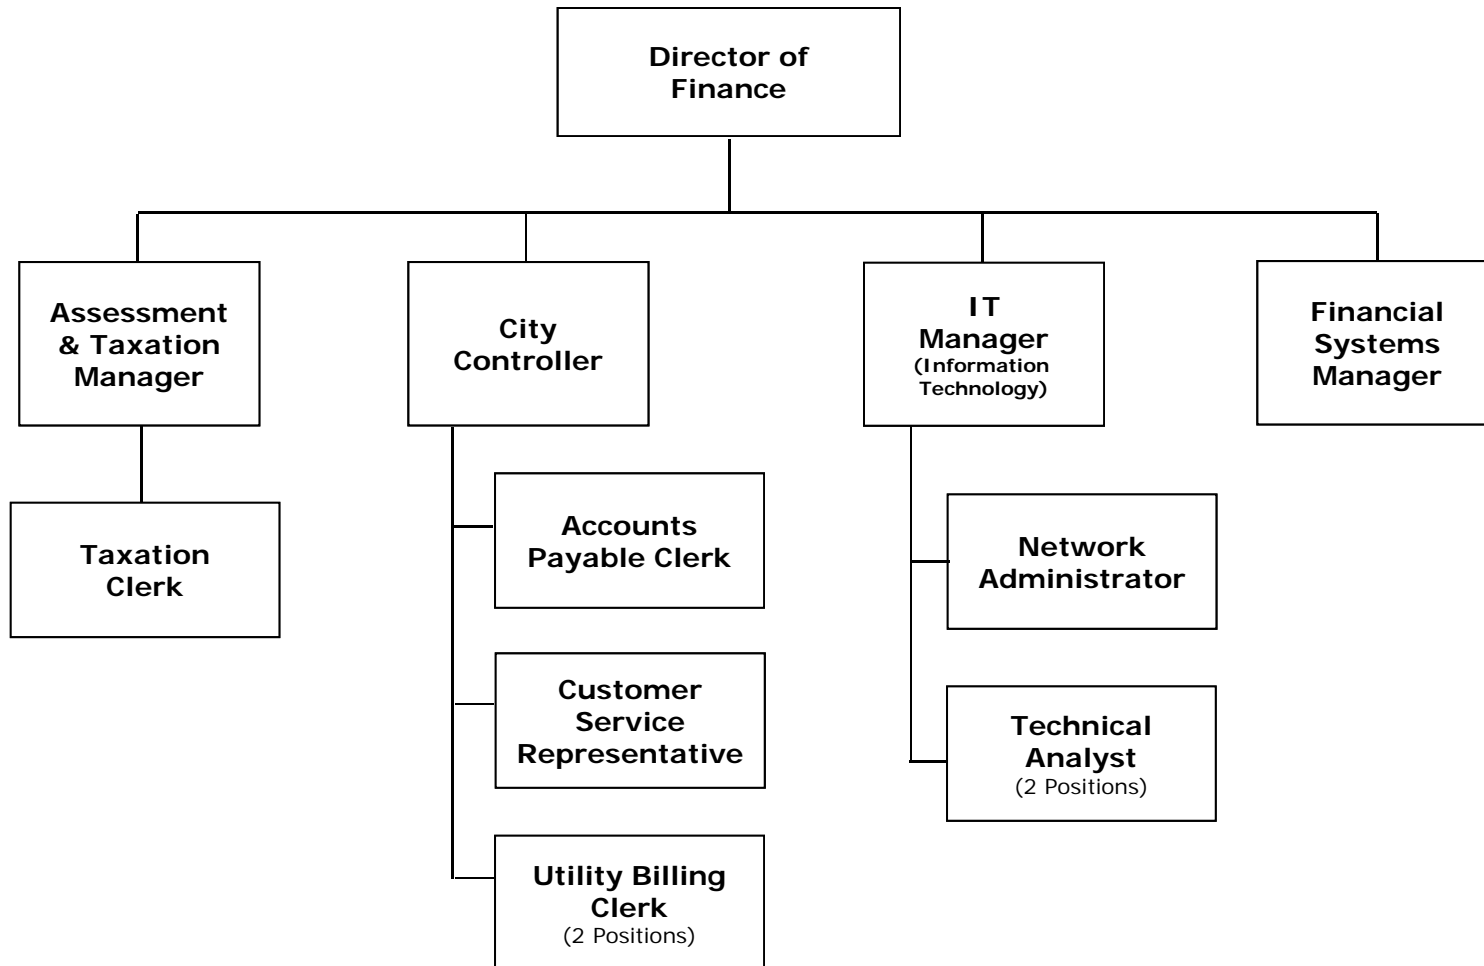 Director of
Finance
Assessment
& Taxation
Manager
City
Controller
IT
Manager
(Information
Technology)
Financial
Systems
Manager
Taxation
Clerk
Accounts
Payable Clerk
Customer
Service
Representative
Utility Billing
Clerk
(2 Positions)
Network
Administrator
Technical
Analyst
(2 Positions)